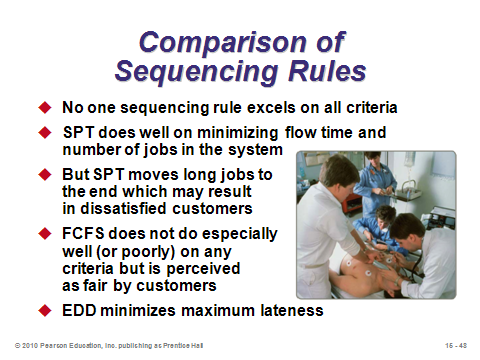 Comparison of
Sequencing Rules
No one sequencing rule excels on all criteria
SPT does well on minimizing flow time and
number of jobs in the system
But SPT moves long jobs to
the end which may result
in dissatisfied customers
FCFS does not do especially
well (or poorly) on any
criteria but is perceived
as fair by customers
EDD minimizes maximum lateness
© 2010 Pearson Education, Inc. publishing as Prentice Hall
15 - 48